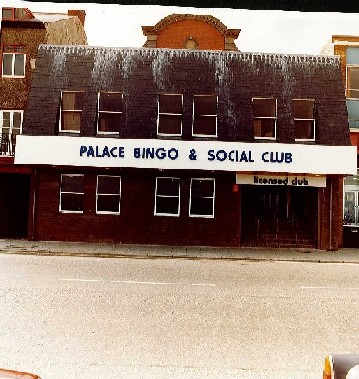 PALACE BINGO & SOCIAL CLUB
licensed club